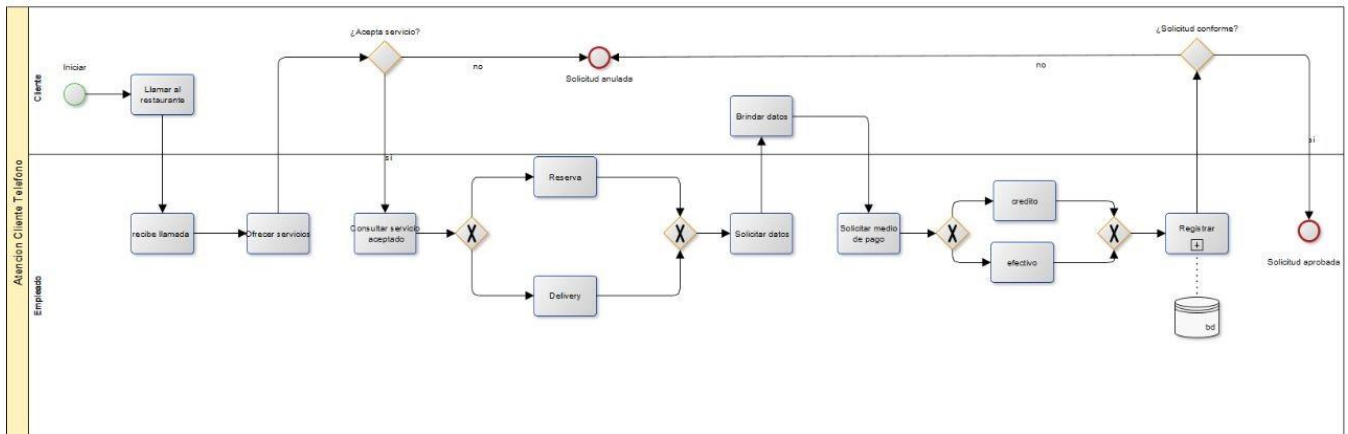 Atencion Cliente Telefono
Cliente
Iniciar
Llamar al
restaurante
¿Acepta servicio?
no
Solicitud anulada
si
Brindar datos
¿Solicitud conforme?
no
si
Empleado
recibe llamada
Ofrecer servicios
Consultar servicio
aceptado
X
Reserva
Delivery
X
Solicitar datos
Solicitar medio
de pago
X
credito
efectivo
X
Registrar
bd
Solicitud aprobada